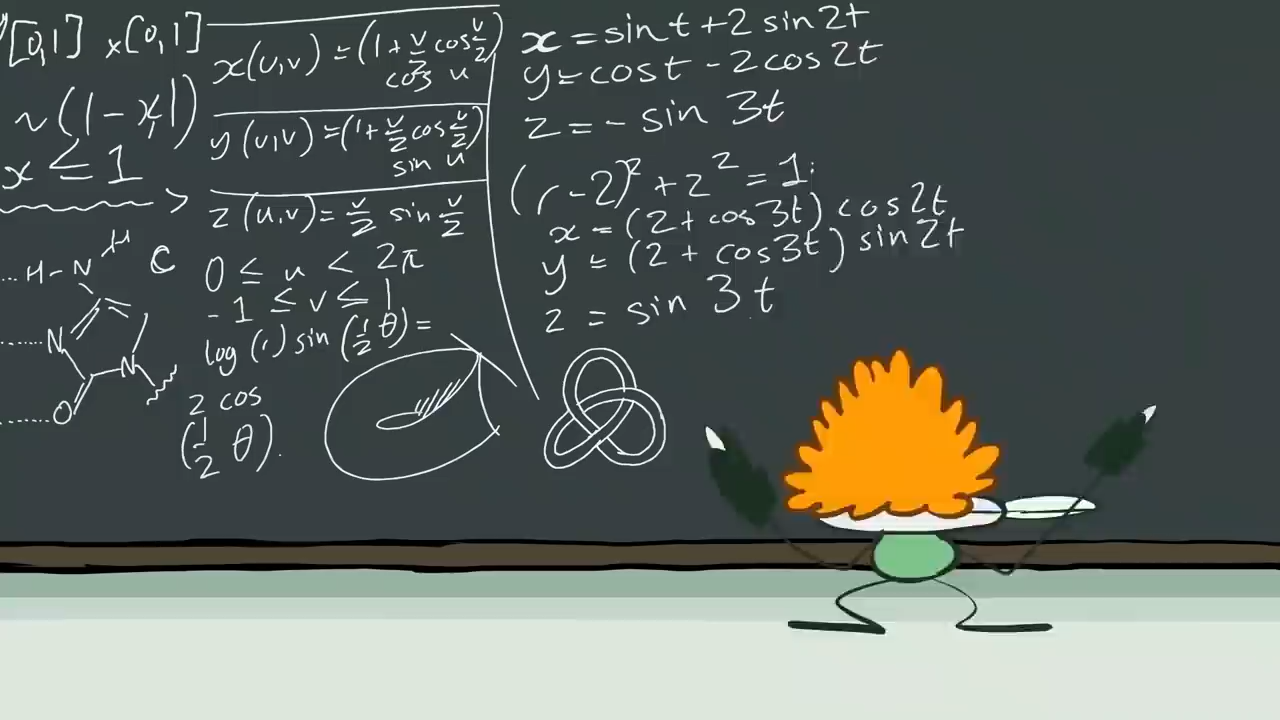 [0,1] x[0,1]
~(1-x,1)
x ≤ 1
H-N H C
N
N
O
x(u,v) = (1+v/2 cos v/2)
cos u
y(u,v) = (1+v/2 cos v/2)
sin u
z(u,v)= v/2 sin v/2
0 ≤ u < 2π
-1 ≤ v ≤ 1
log (r) sin (1/2 θ) =
2 cos
(1/2 θ).
x = sin t + 2 sin 2t
y = cos t - 2 cos 2t
z = - sin 3t
(r-2)² + z² = 1:
x = (2 + cos 3t) cos 2t
y = (2 + cos 3t) sin 2t
z = sin 3t